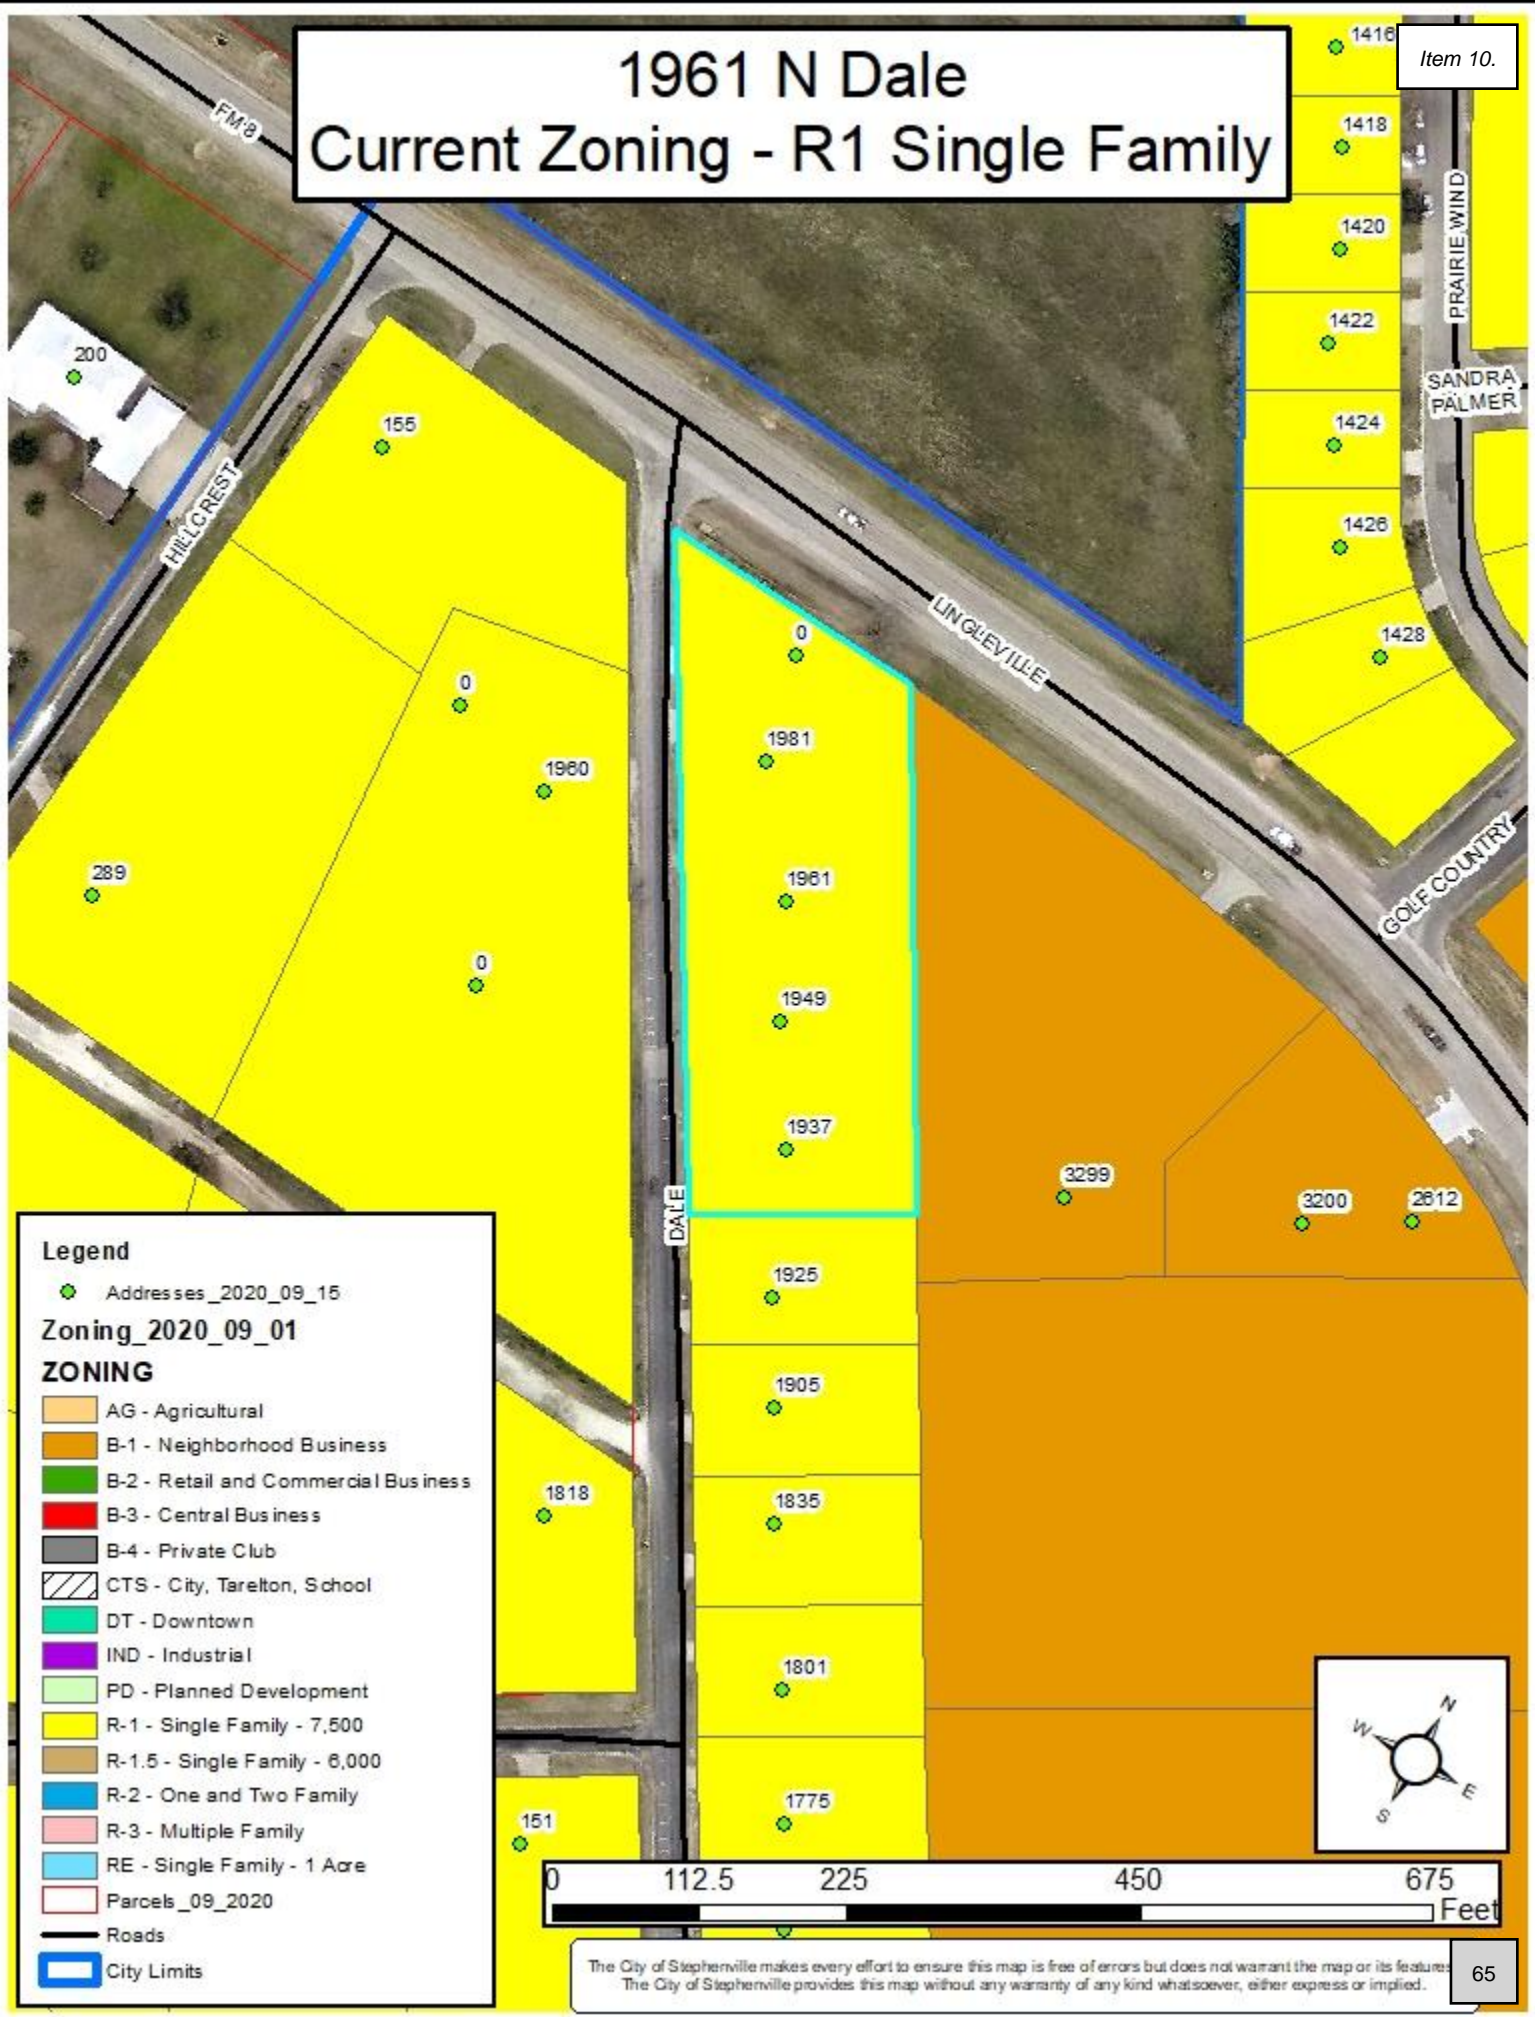 1961 N Dale
Current Zoning - R1 Single Family
Item 10.
1416
1418
1420
1422
1424
1426
1428
PRAIRIE WIND
SANDRA
PALMER
FM 8
200
155
HILLCREST
LINGLEVILLE
GOLF COUNTRY
0
1981
1961
1949
1937
0
1960
289
0
3299
3200
2612
DALE
1925
1905
1835
1818
1801
1775
151
Legend
Addresses_2020_09_15
Zoning_2020_09_01
ZONING
AG - Agricultural
B-1 - Neighborhood Business
B-2 - Retail and Commercial Business
B-3 - Central Business
B-4 - Private Club
CTS - City, Tarelton, School
DT - Downtown
IND - Industrial
PD - Planned Development
R-1 - Single Family - 7,500
R-1.5 - Single Family - 6,000
R-2 - One and Two Family
R-3 - Multiple Family
RE - Single Family - 1 Acre
Parcels_09_2020
Roads
City Limits
N
W
E
S
0 112.5 225 450 675
Feet
The City of Stephenville makes every effort to ensure this map is free of errors but does not warrant the map or its features
The City of Stephenville provides this map without any warranty of any kind whatsoever, either express or implied.
65